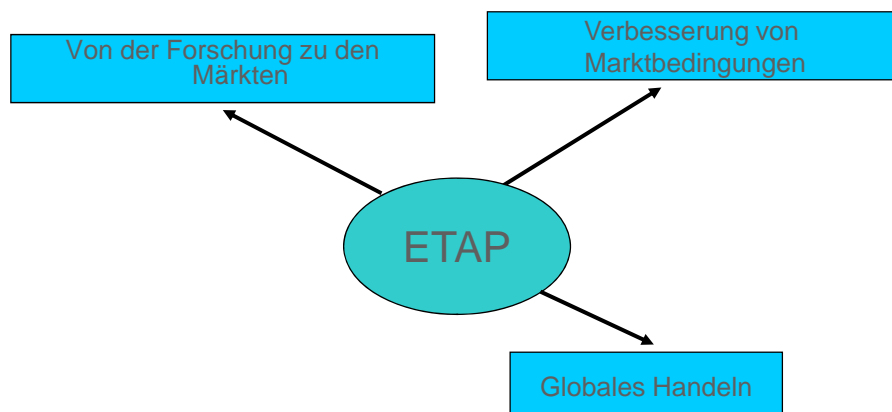 Von der Forschung zu den
Märkten
Verbesserung von
Marktbedingungen
ETAP
Globales Handeln